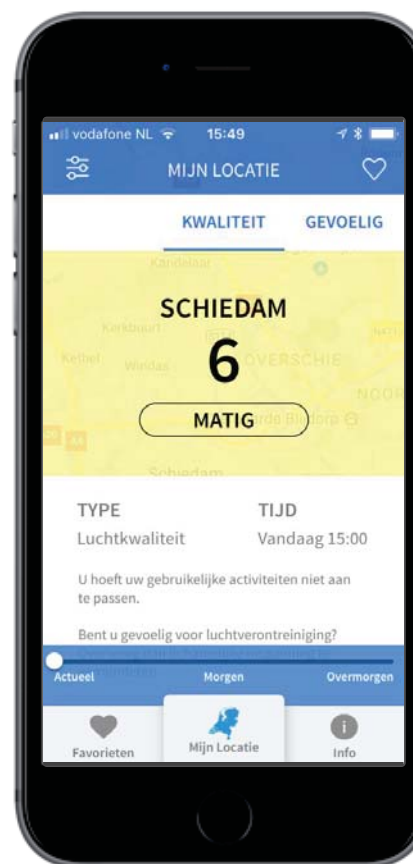 vodafone NL 15:49
MIJN LOCATIE
KWALITEIT GEVOELIG
Kandelaar
SCHIEDAM
Kerkbuurt
6
Kethel Windas OVERSCHIE
NOOR
MATIG
Schiedam
TYPE TIJD
Luchtkwaliteit Vandaag 15:00
U hoeft uw gebruikelijke activiteiten niet aan
te passen.
Bent u gevoelig voor luchtverontreiniging?
Actueel Morgen Overmorgen
Favorieten Mijn Locatie Info